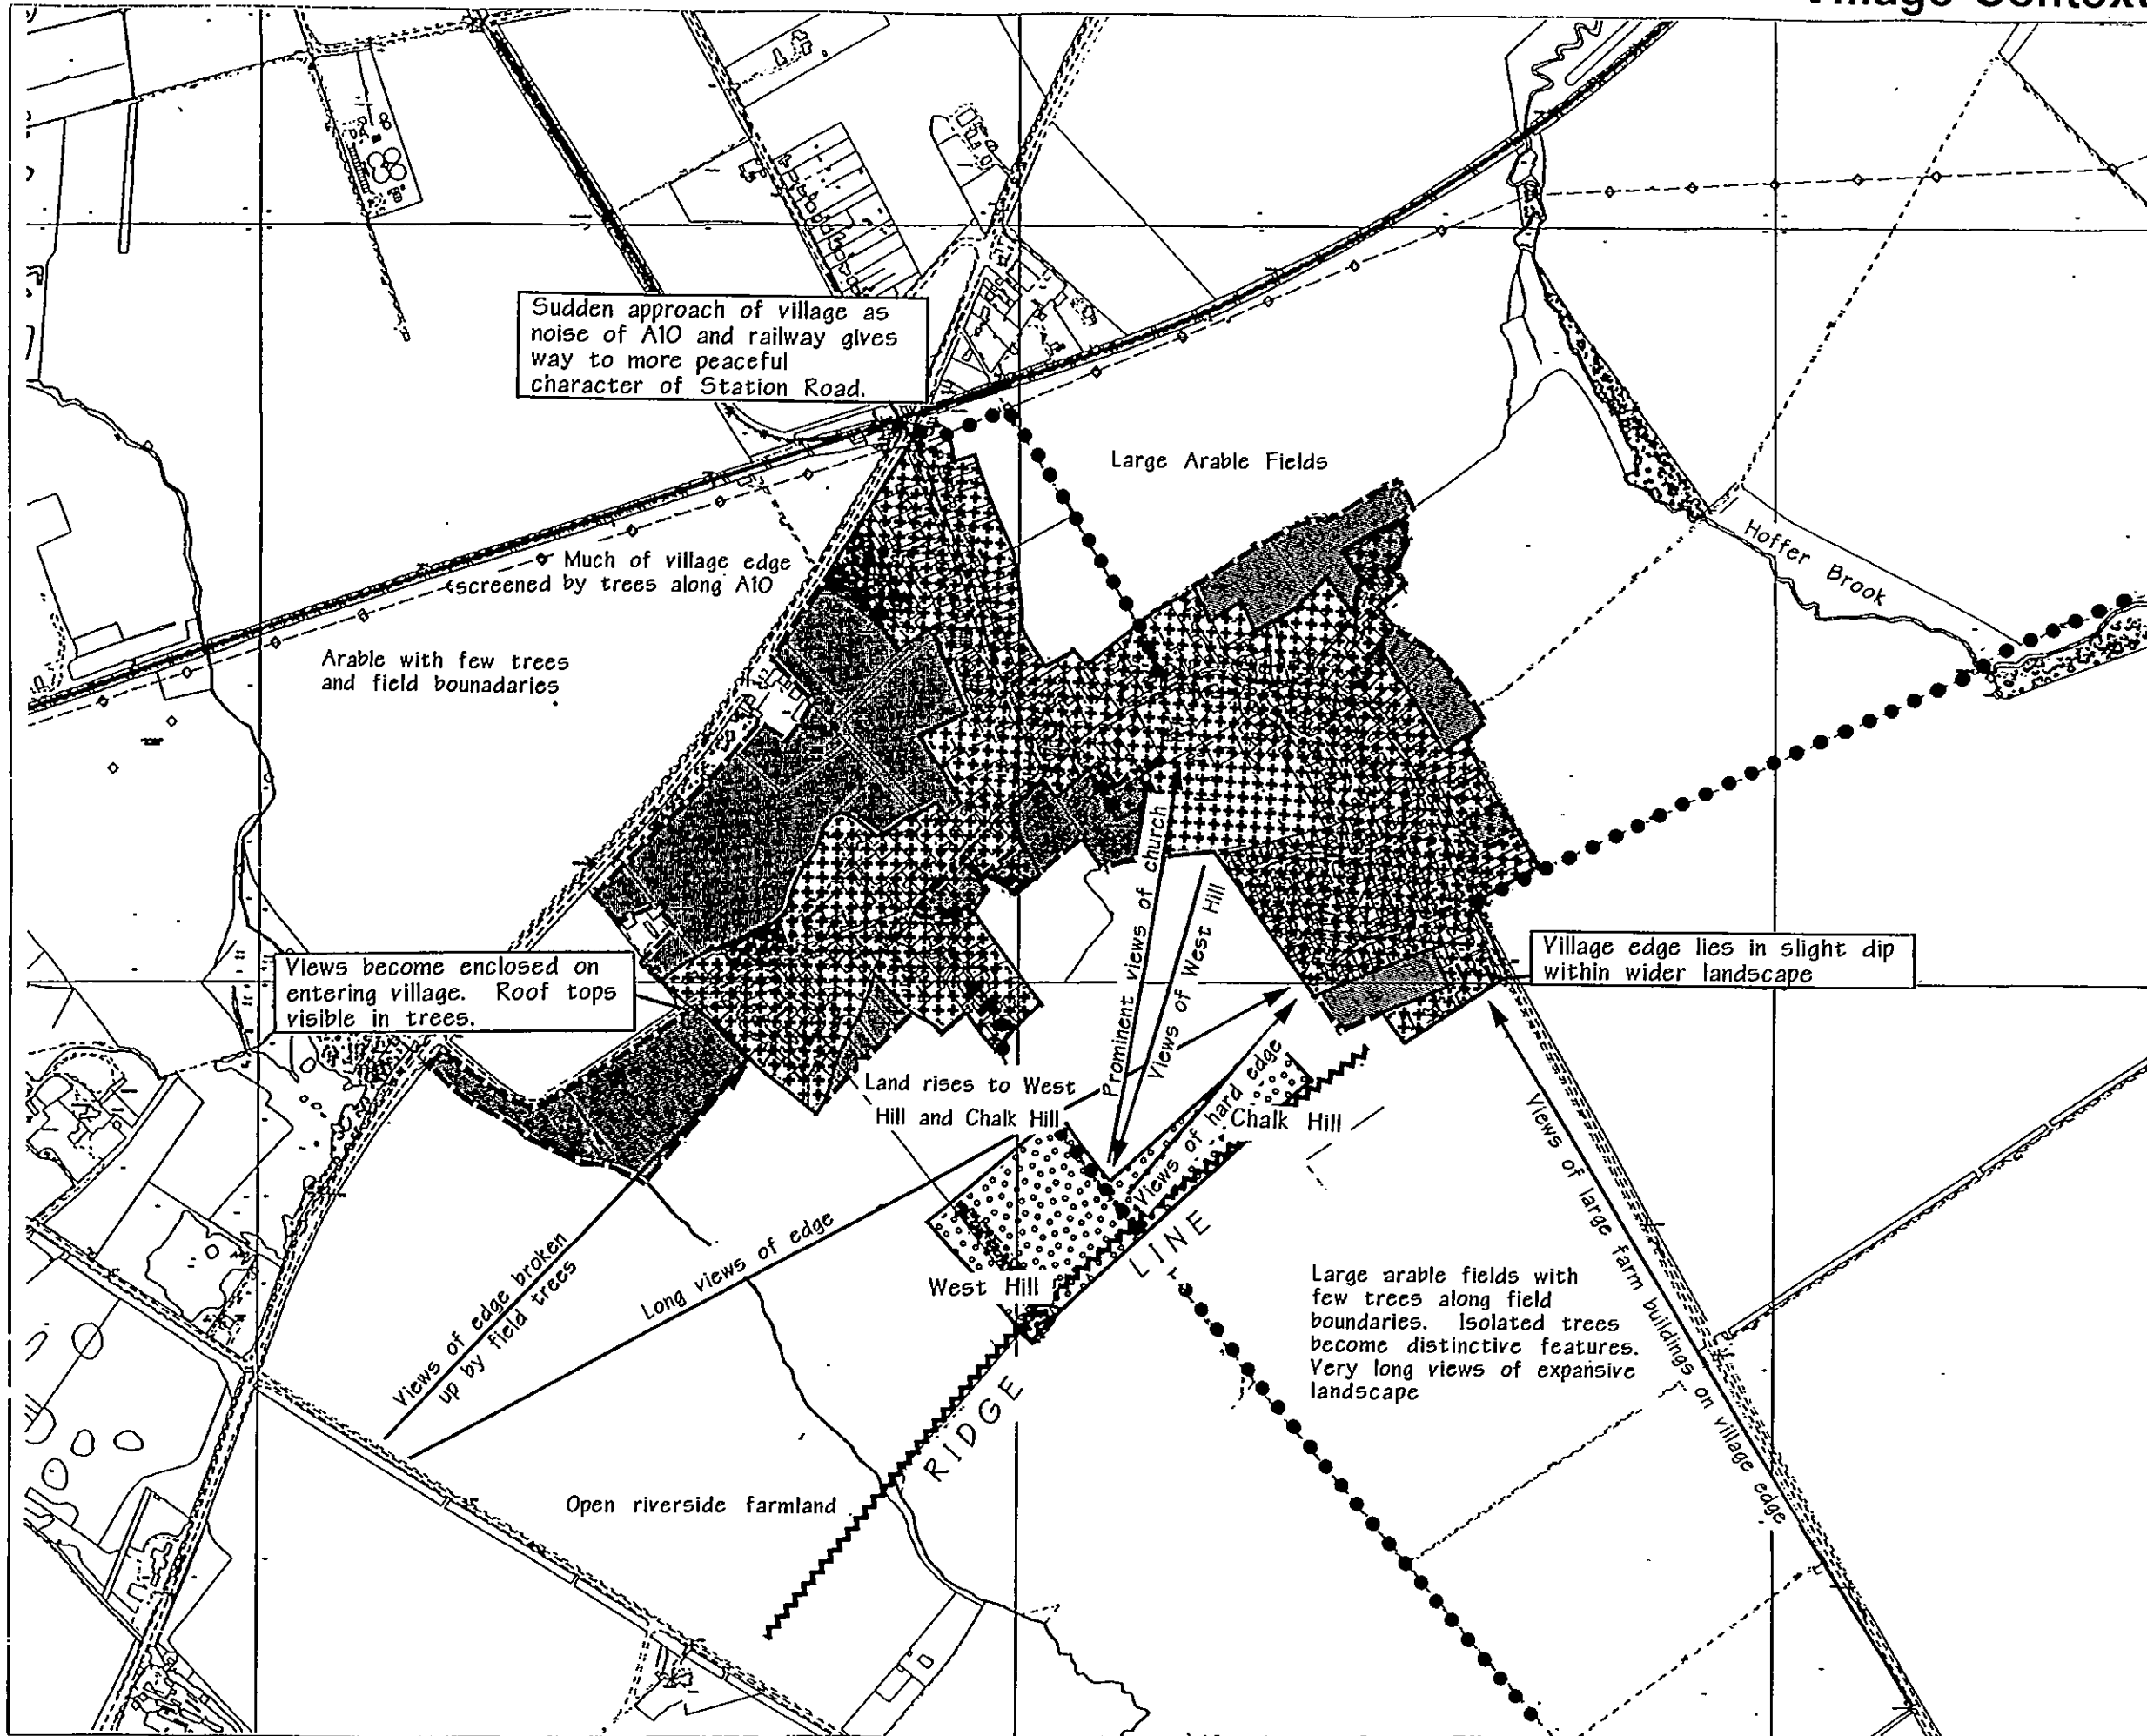 Village Context
Sudden approach of village as
noise of A10 and railway gives
way to more peaceful
character of Station Road.
Large Arable Fields
Much of village edge
screened by trees along A10
Hoffer Brook
Arable with few trees
and field bounadaries
Prominent views of church
Views of West Hill
Views become enclosed on
entering village. Roof tops
visible in trees.
Village edge lies in slight dip
within wider landscape
Land rises to West
Hill and Chalk Hill
Views of hard edge
Chalk Hill
Views of large farm buildings on village edge
Views of edge broken
up by field trees
Long views of edge
West Hill
RIDGE LINE
Large arable fields with
few trees along field
boundaries. Isolated trees
become distinctive features.
Very long views of expansive
landscape
Open riverside farmland